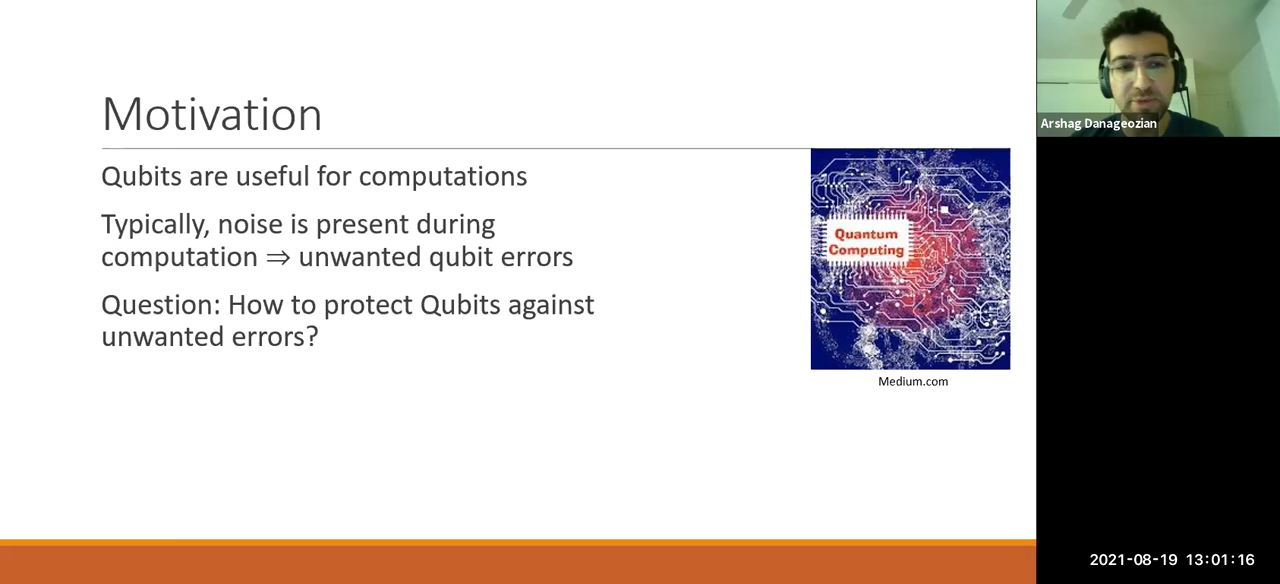 Motivation
Qubits are useful for computations
Typically, noise is present during
computation ⇒ unwanted qubit errors
Question: How to protect Qubits against
unwanted errors?
Quantum
Computing
Medium.com
Arshag Danageozian
2021-08-19 13:01:16